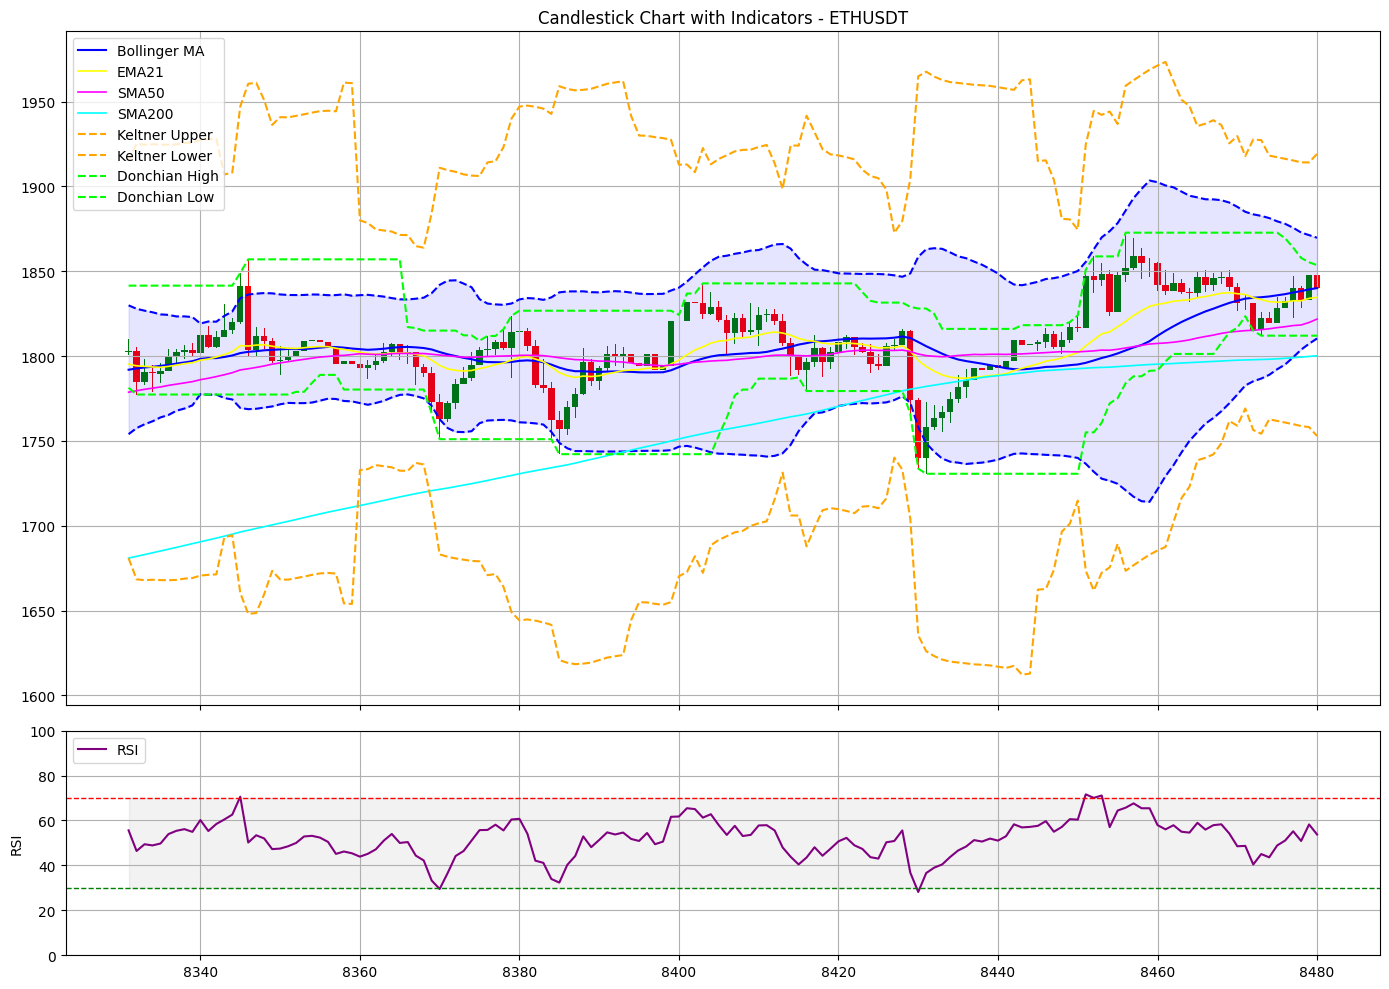 Candlestick Chart with Indicators - ETHUSDT
Bollinger MA
EMA21
SMA50
SMA200
Keltner Upper
Keltner Lower
Donchian High
Donchian Low
1950
1900
1850
1800
1750
1700
1650
1600
RSI
100
80
60
40
20
0
RSI
8340 8360 8380 8400 8420 8440 8460 8480